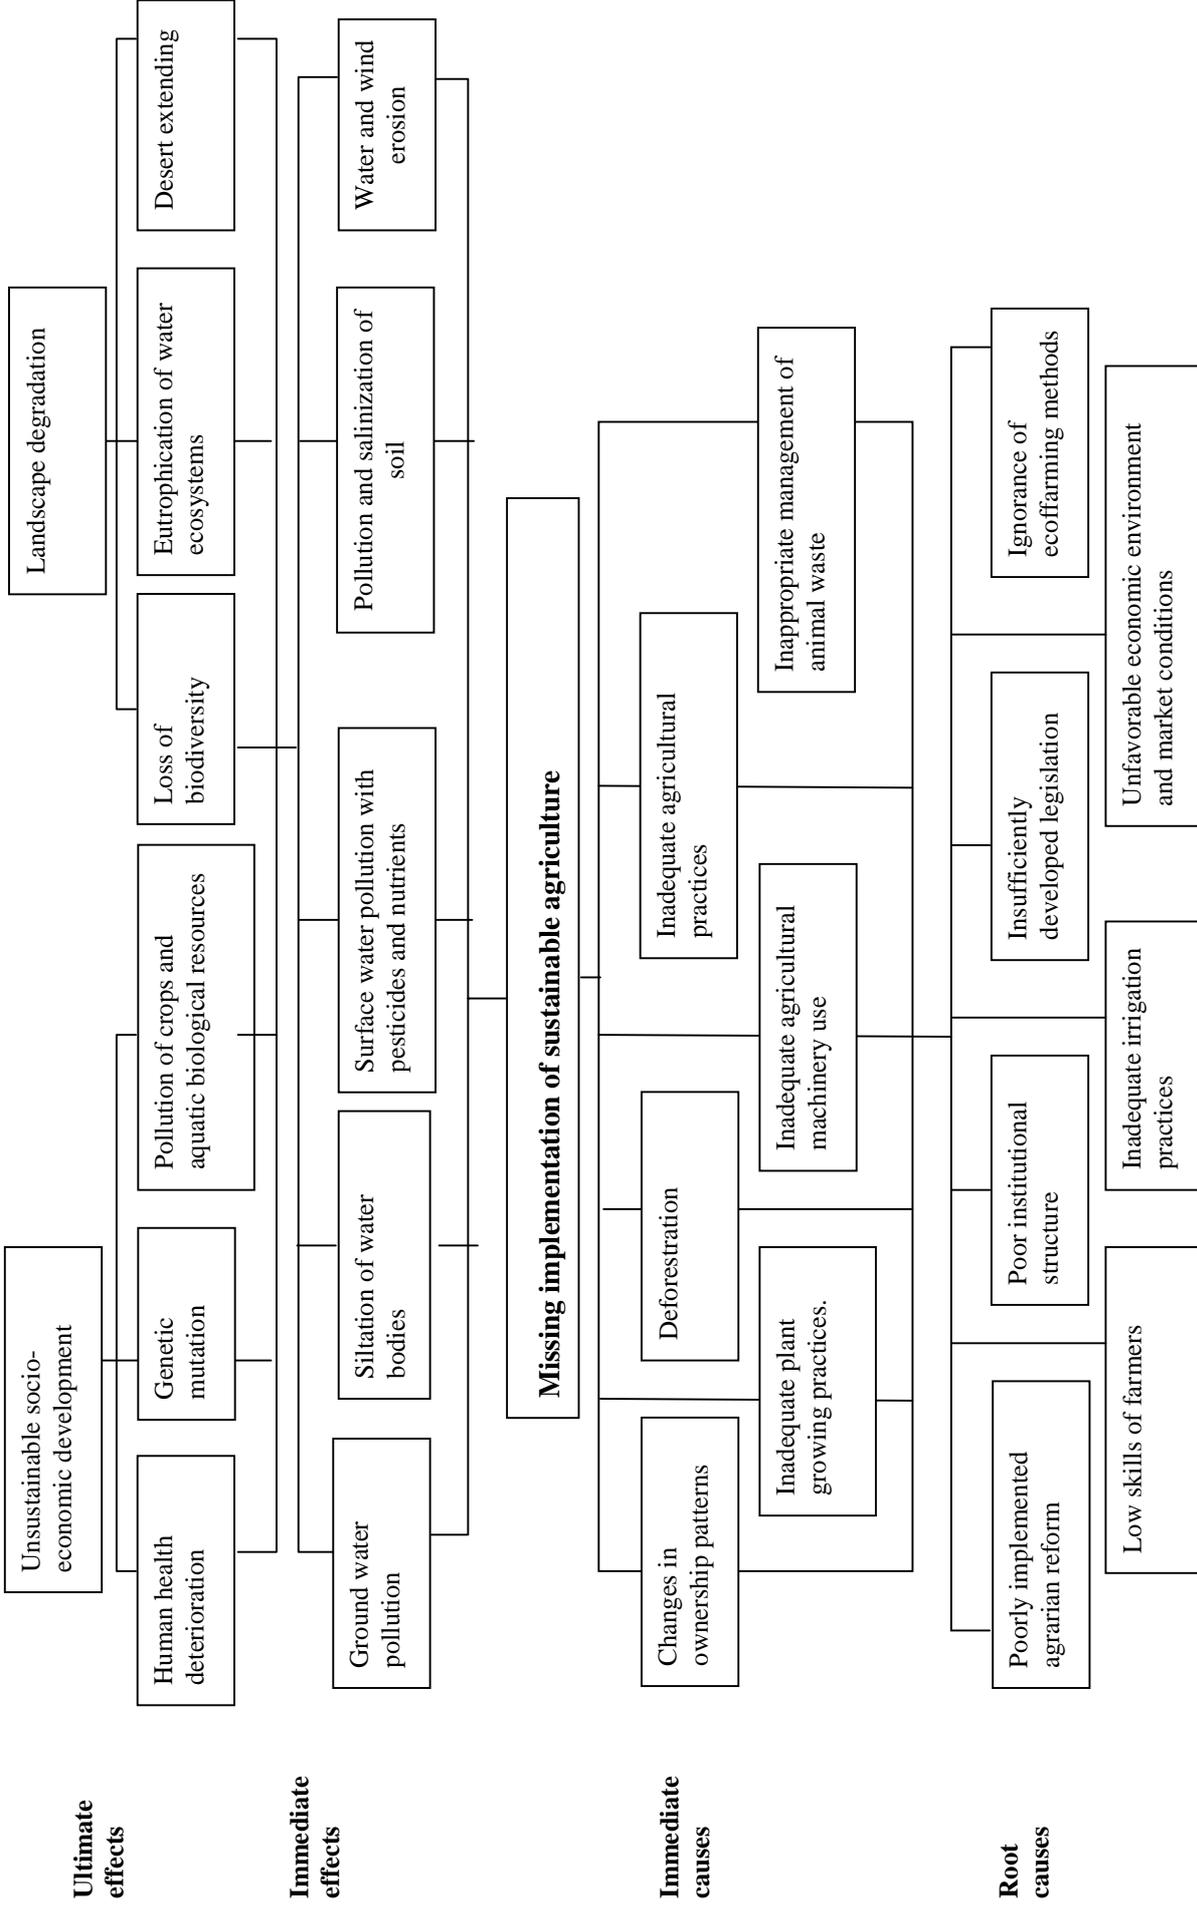 Ultimate
effects
Unsustainable socio-
economic development
Landscape degradation
Human health
deterioration
Genetic
mutation
Pollution of crops and
aquatic biological resources
Loss of
biodiversity
Eutrophication of water
ecosystems
Desert extending
Immediate
effects
Ground water
pollution
Siltation of water
bodies
Surface water pollution with
pesticides and nutrients
Pollution and salinization of
soil
Water and wind
erosion
Missing implementation of sustainable agriculture
Immediate
causes
Changes in
ownership patterns
Deforestration
Inadequate agricultural
practices
Inadequate plant
growing practices.
Inadequate agricultural
machinery use
Inappropriate management of
animal waste
Root
causes
Poorly implemented
agrarian reform
Poor institutional
structure
Insufficiently
developed legislation
Ignorance of
ecoffarming methods
Low skills of farmers
Inadequate irrigation
practices
Unfavorable economic environment
and market conditions